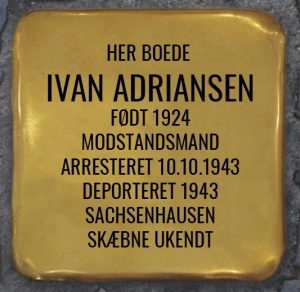 HER BOEDE
IVAN ADRIANSEN
FØDT 1924
MODSTANDSMAND
ARRESTERET 10.10.1943
DEPORTERET 1943
SACHSENHAUSEN
SKÆBNE UKENDT